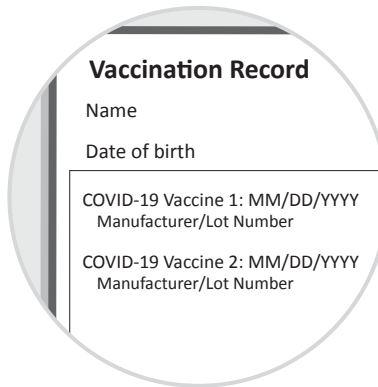 Vaccination Record
Name
Date of birth
COVID-19 Vaccine 1: MM/DD/YYYY
Manufacturer/Lot Number
COVID-19 Vaccine 2: MM/DD/YYYY
Manufacturer/Lot Number